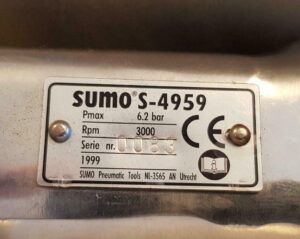 SUMO® S-4959
Pmax 6.2 bar
Rpm 3000
Serie nr. 0083
1999
CE
SUMO Pneumatic Tools NL-3565 AN Utrecht